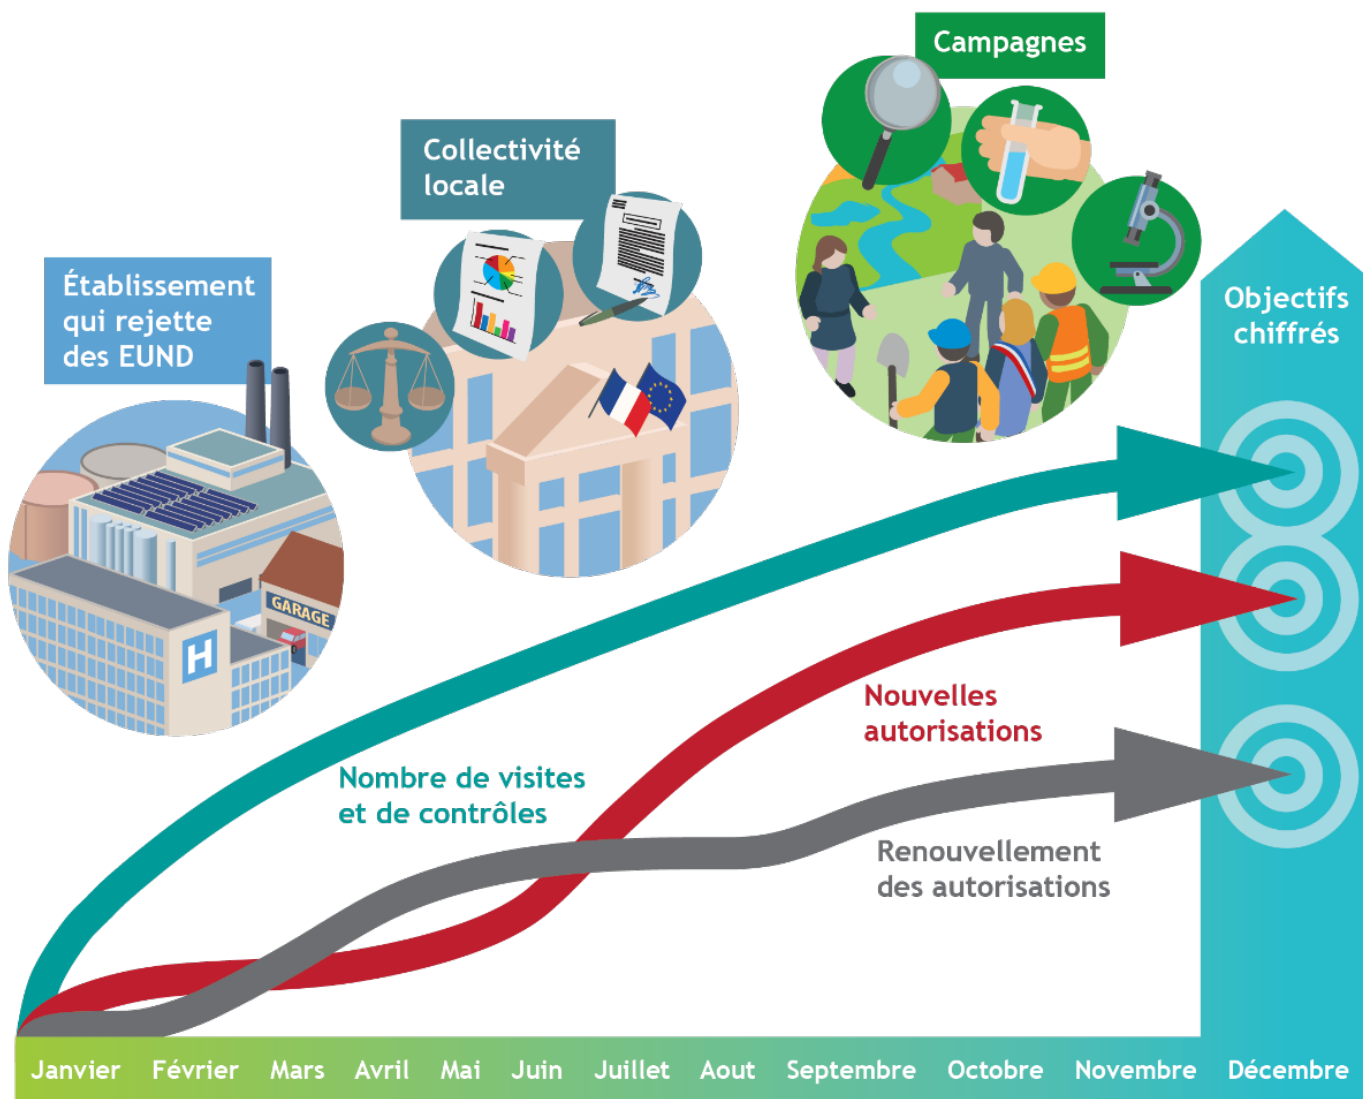 Campagnes
Collectivité
locale
Établissement
qui rejette
des EUND
Objectifs
chiffrés
GARAGE
H
Nouvelles
autorisations
Nombre de visites
et de contrôles
Renouvellement
des autorisations
Janvier Février Mars Avril Mai Juin Juillet Aout Septembre Octobre Novembre Décembre